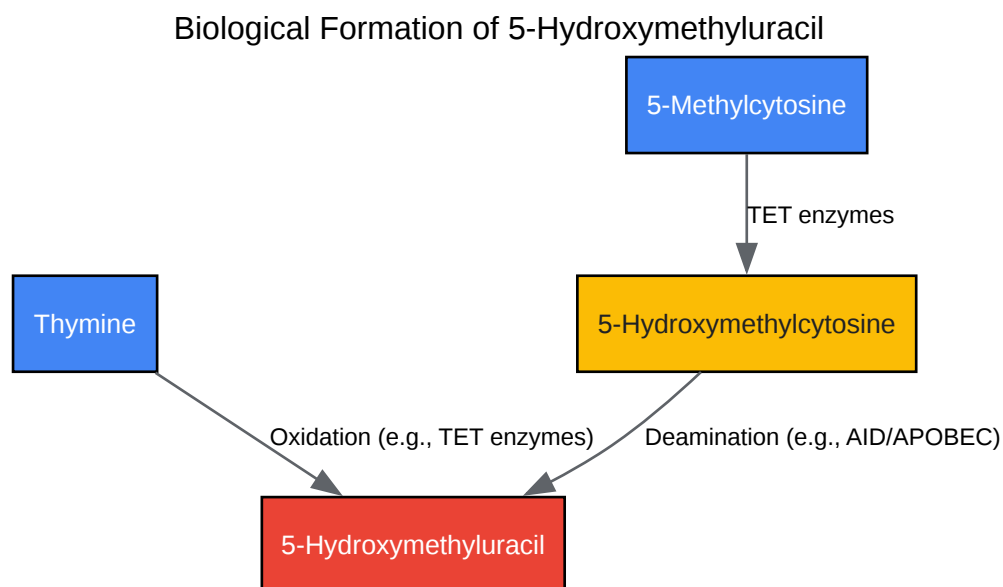 Biological Formation of 5-Hydroxymethyluracil
5-Methylcytosine
TET enzymes
Thymine
5-Hydroxymethylcytosine
Oxidation (e.g., TET enzymes)
Deamination (e.g., AID/APOBEC)
5-Hydroxymethyluracil